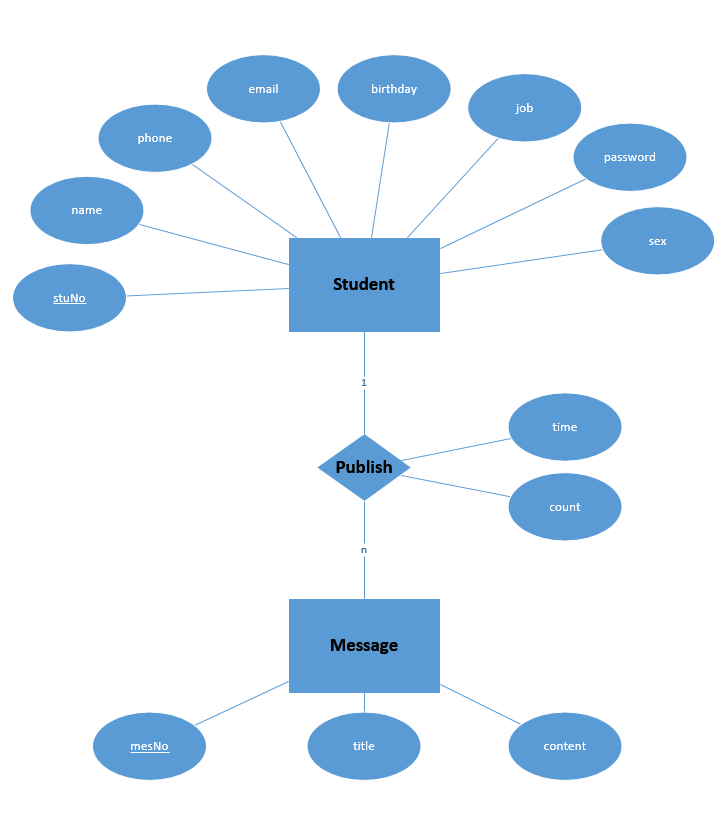 email
birthday
job
phone
password
name
sex
stuNo
Student
1
time
Publish
count
n
Message
mesNo
title
content